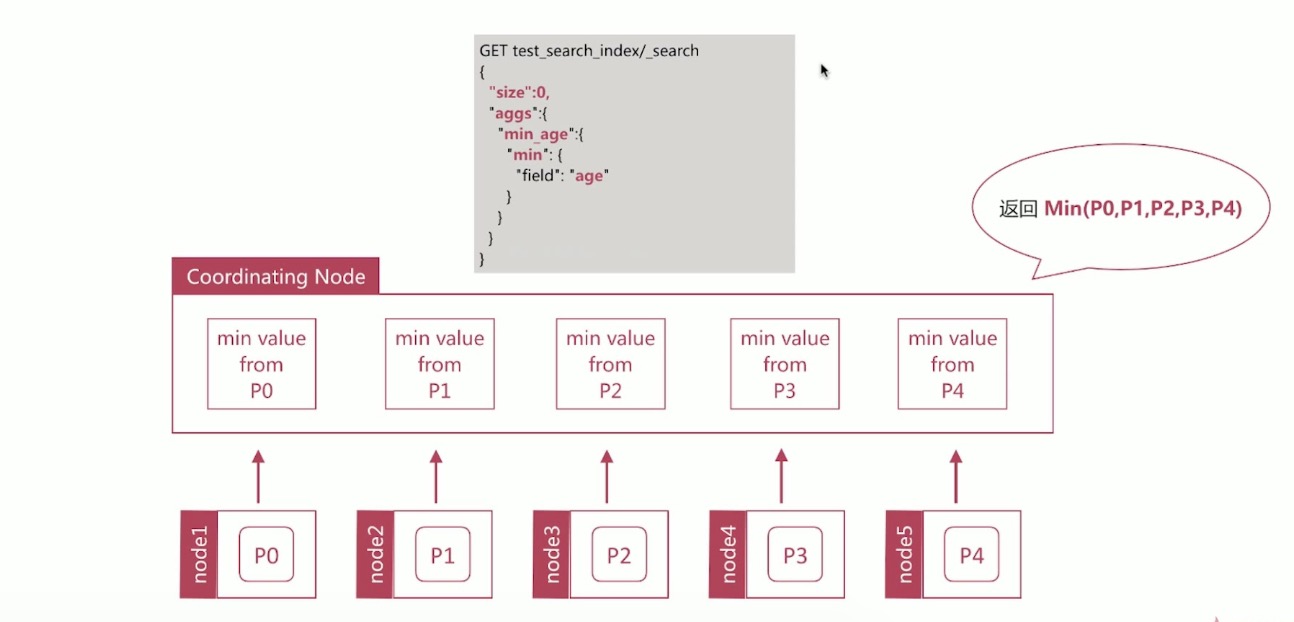 GET test_search_index/_search
{
"size":0,
"aggs":{
"min_age":{
"min": {
"field": "age"
}
}
}
}
返回 Min(P0,P1,P2,P3,P4)
Coordinating Node
min value
from
P0
min value
from
P1
min value
from
P2
min value
from
P3
min value
from
P4
node1
P0
node2
P1
node3
P2
node4
P3
node5
P4